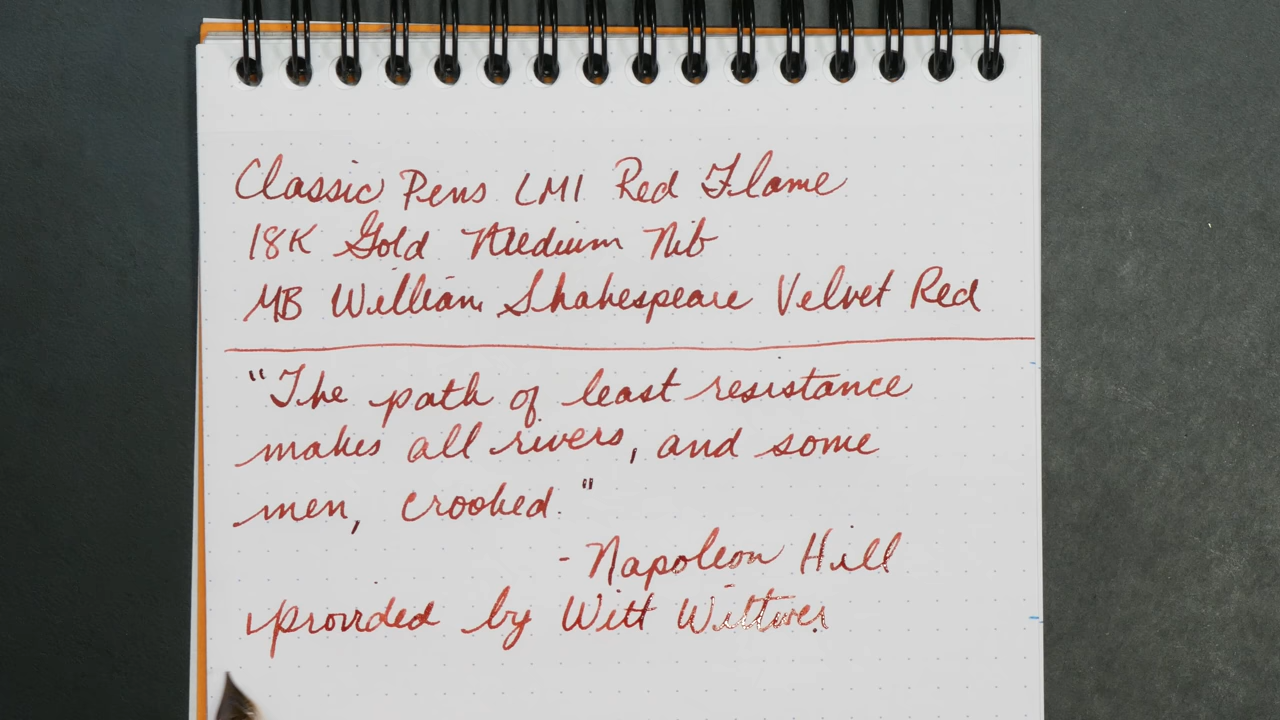 Classic Pens LM1 Red Flame
18K Gold Medium Nib
MB William Shakespeare Velvet Red
"The path of least resistance
makes all rivers, and some
men, crooked."
- Napoleon Hill
provided by Witt Wittwer